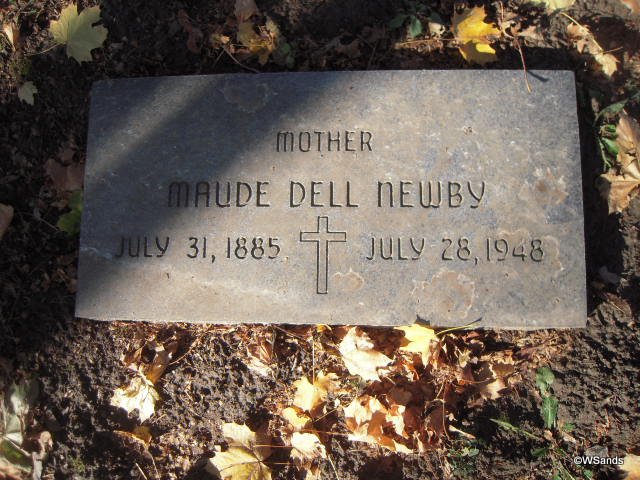 MOTHER
MAUDE DELL NEWBY
JULY 31, 1885 JULY 28, 1948
©WSands